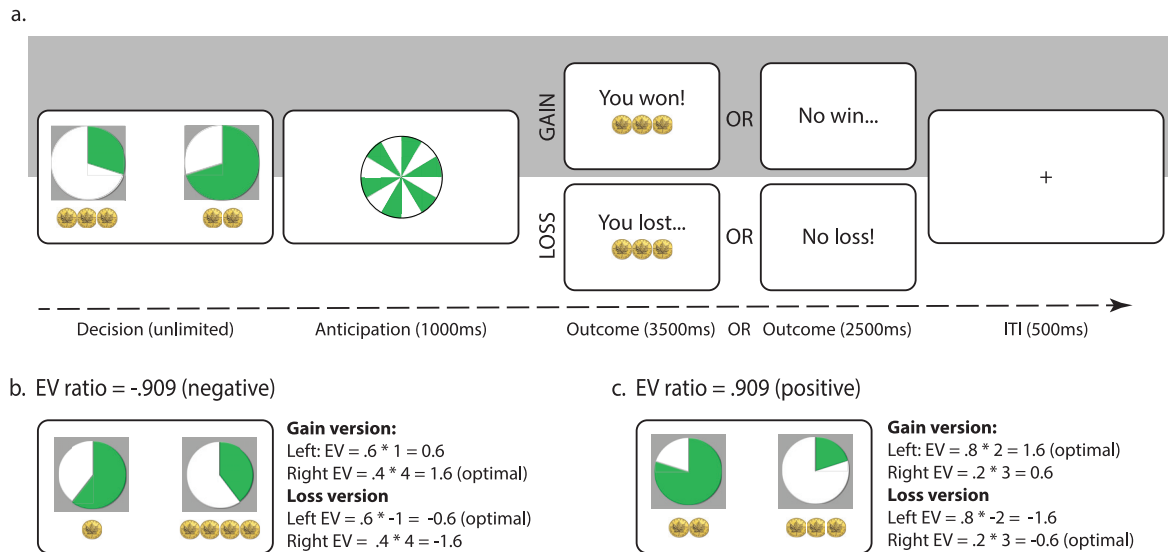 a.
GAIN
You won!
OR
No win...
+
LOSS
You lost...
OR
No loss!
Decision (unlimited)
Anticipation (1000ms)
Outcome (3500ms) OR Outcome (2500ms)
ITI (500ms)
b. EV ratio = -.909 (negative)
Gain version:
Left: EV = .6 * 1 = 0.6
Right EV = .4 * 4 = 1.6 (optimal)
Loss version
Left EV = .6 * -1 = -0.6 (optimal)
Right EV = .4 * 4 = -1.6
c. EV ratio = .909 (positive)
Gain version:
Left: EV = .8 * 2 = 1.6 (optimal)
Right EV = .2 * 3 = 0.6
Loss version
Left EV = .8 * -2 = -1.6
Right EV = .2 * 3 = -0.6 (optimal)